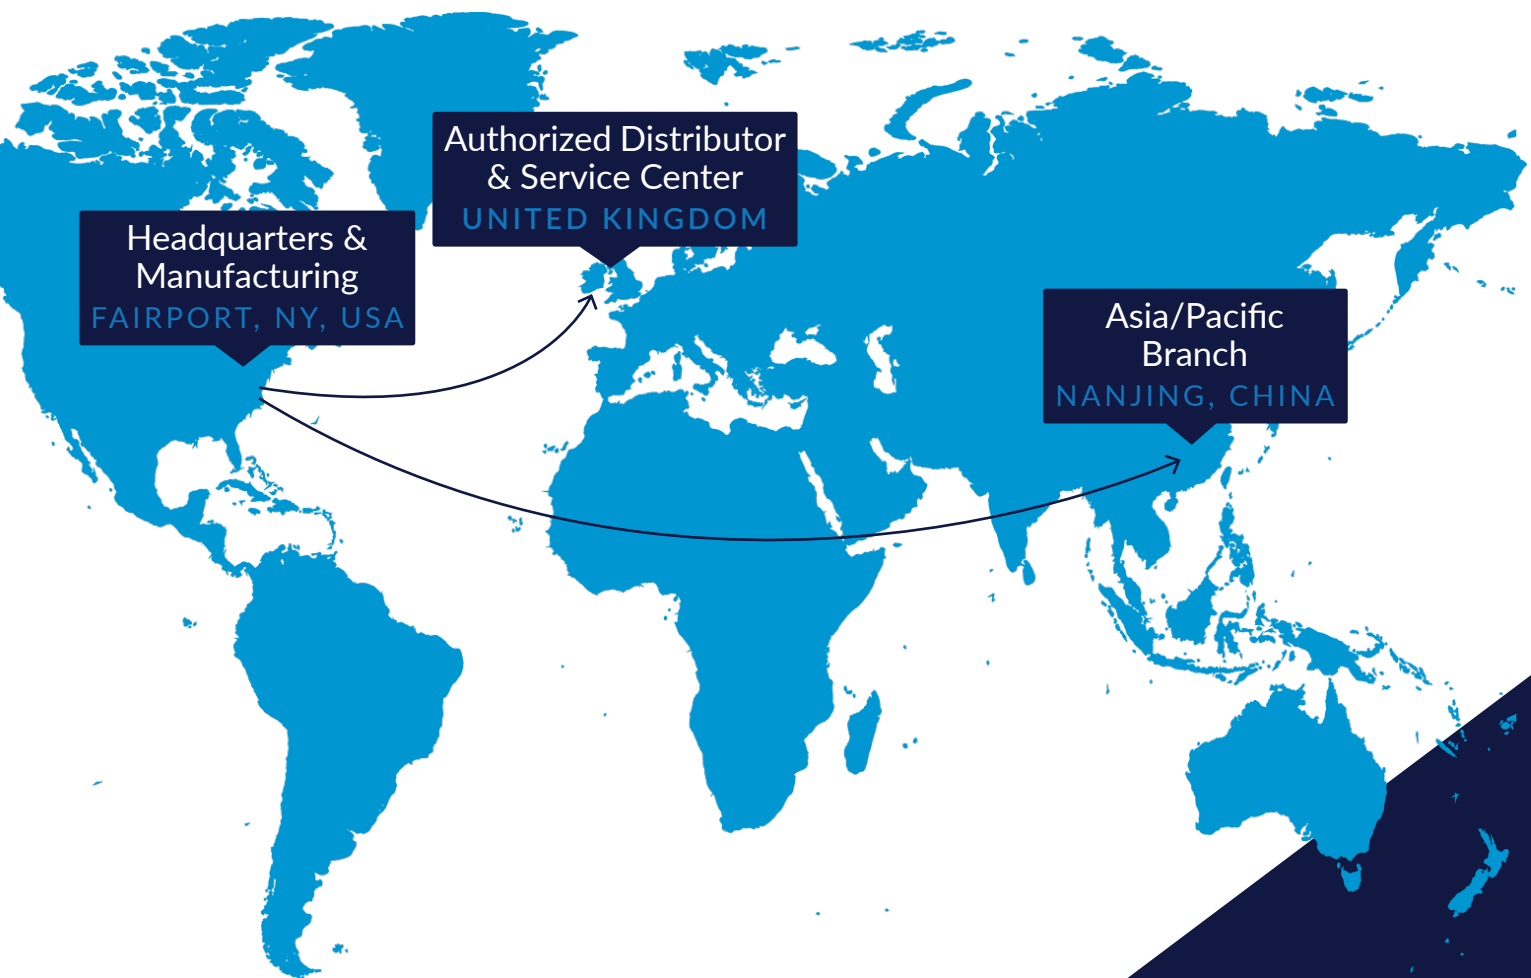 Authorized Distributor
& Service Center
UNITED KINGDOM
Headquarters &
Manufacturing
FAIRPORT, NY, USA
Asia/Pacific
Branch
NANJING, CHINA